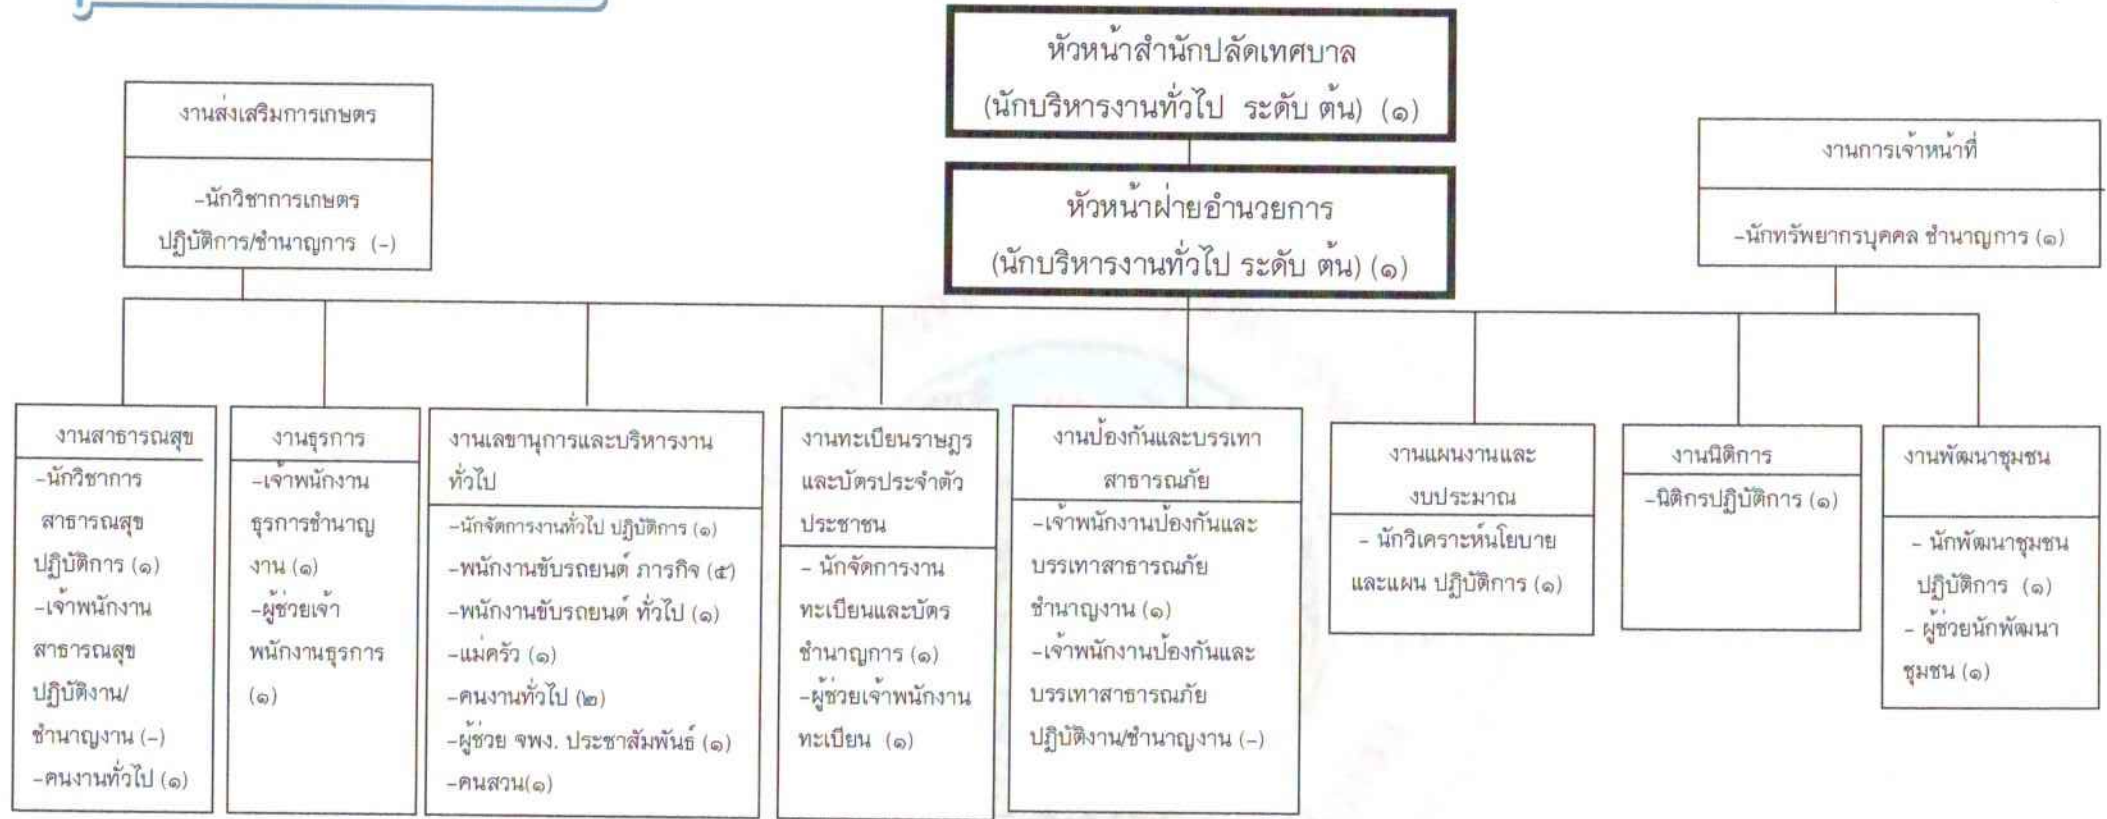 หัวหน้าสำนักปลัดเทศบาล
(นักบริหารงานทั่วไป ระดับ ต้น) (๑)
หัวหน้าฝ่ายอำนวยการ
(นักบริหารงานทั่วไป ระดับ ต้น) (๑)
งานส่งเสริมการเกษตร
-นักวิชาการเกษตร
ปฏิบัติการ/ชำนาญการ (-)
งานการเจ้าหน้าที่
-นักทรัพยากรบุคคล ชำนาญการ (๑)
งานสาธารณสุข
-นักวิชาการ
สาธารณสุข
ปฏิบัติการ (๑)
-เจ้าพนักงาน
สาธารณสุข
ปฏิบัติงาน/
ชำนาญงาน (-)
-คนงานทั่วไป (๑)
งานธุรการ
-เจ้าพนักงาน
ธุรการชำนาญ
งาน (๑)
-ผู้ช่วยเจ้า
พนักงานธุรการ
(๑)
งานเลขานุการและบริหารงาน
ทั่วไป
-นักจัดการงานทั่วไป ปฏิบัติการ (๑)
-พนักงานขับรถยนต์ ภารกิจ (๕)
-พนักงานขับรถยนต์ ทั่วไป (๑)
-แม่ครัว (๑)
-คนงานทั่วไป (๒)
-ผู้ช่วย จพง. ประชาสัมพันธ์ (๑)
-คนสวน(๑)
งานทะเบียนราษฎร
และบัตรประจำตัว
ประชาชน
- นักจัดการงาน
ทะเบียนและบัตร
ชำนาญการ (๑)
-ผู้ช่วยเจ้าพนักงาน
ทะเบียน (๑)
งานป้องกันและบรรเทา
สาธารณภัย
-เจ้าพนักงานป้องกันและ
บรรเทาสาธารณภัย
ชำนาญงาน (๑)
-เจ้าพนักงานป้องกันและ
บรรเทาสาธารณภัย
ปฏิบัติงาน/ชำนาญงาน (-)
งานแผนงานและ
งบประมาณ
- นักวิเคราะห์นโยบาย
และแผน ปฏิบัติการ (๑)
งานนิติการ
-นิติกรปฏิบัติการ (๑)
งานพัฒนาชุมชน
- นักพัฒนาชุมชน
ปฏิบัติการ (๑)
- ผู้ช่วยนักพัฒนา
ชุมชน (๑)